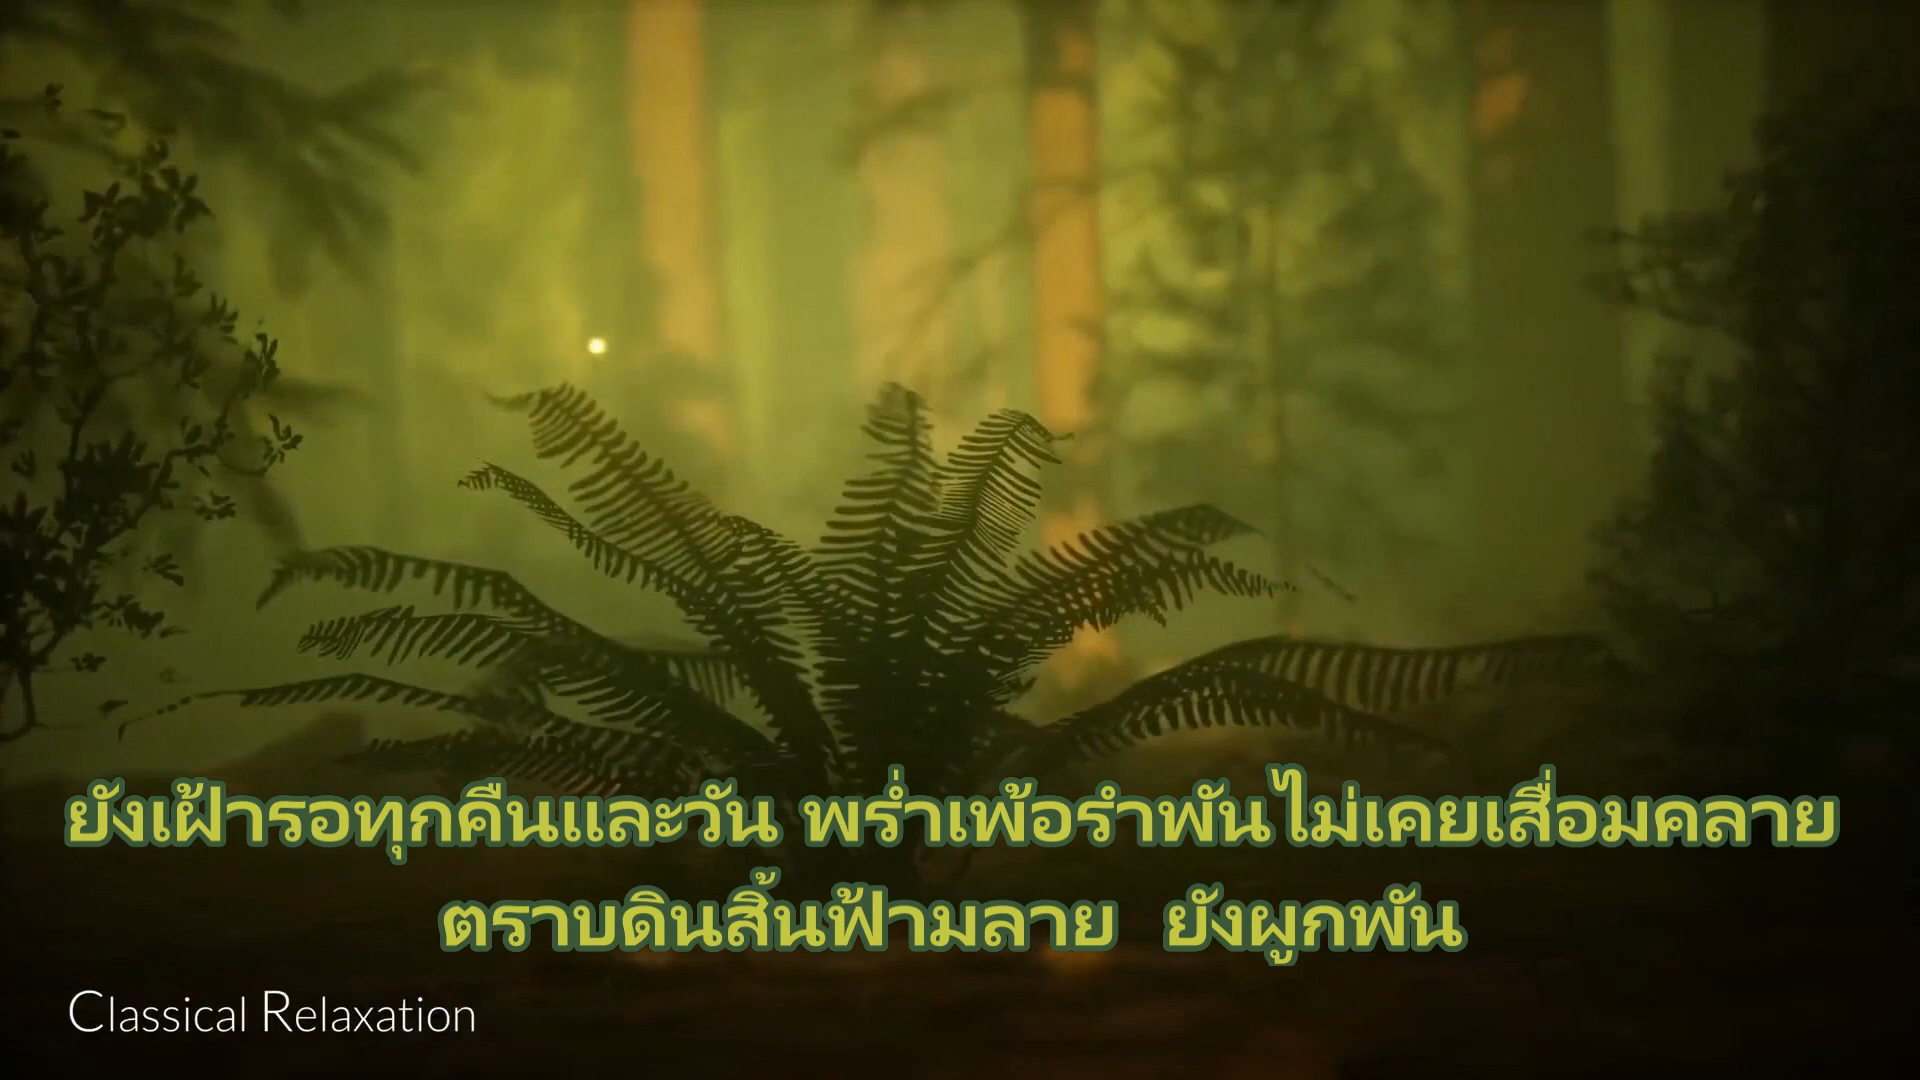 ยังเฝ้ารอทุกคืนและวัน พร่ำเพ้อรำพันไม่เคยเสื่อมคลาย
ตราบดินสิ้นฟ้ามลาย ยังผูกพัน
Classical Relaxation